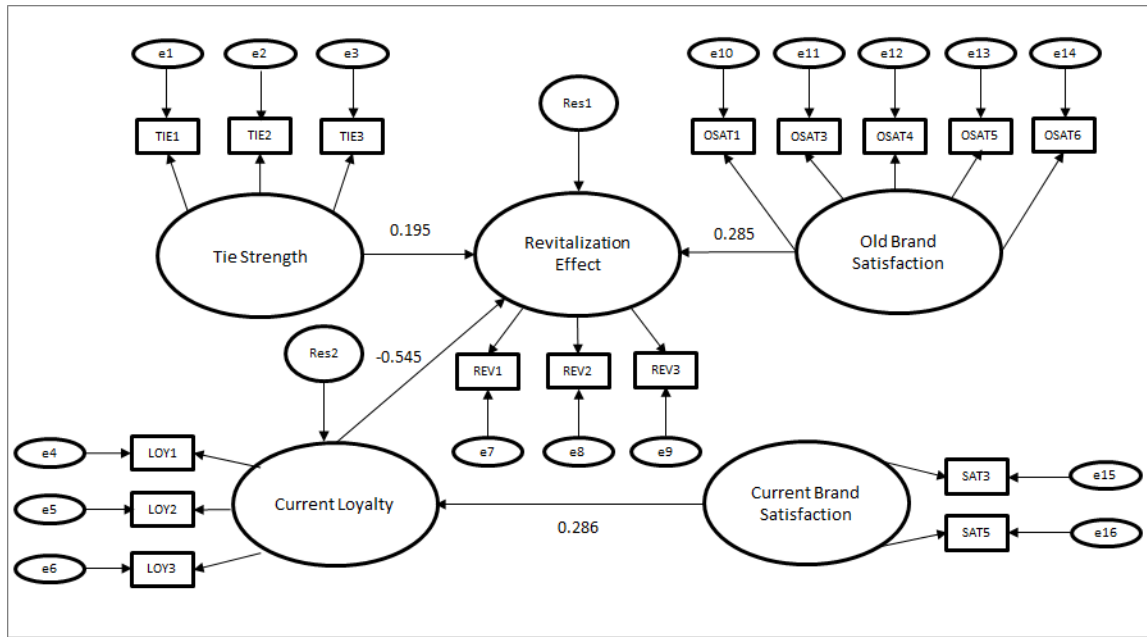 e1
e2
e3
e10
e11
e12
e13
e14
Res1
TIE1
TIE2
TIE3
OSAT1
OSAT3
OSAT4
OSAT5
OSAT6
Tie Strength
0.195
Revitalization
Effect
0.285
Old Brand
Satisfaction
Res2
-0.545
REV1
REV2
REV3
e7
e8
e9
e4
LOY1
e5
LOY2
e6
LOY3
Current Loyalty
0.286
Current Brand
Satisfaction
SAT3
e15
SAT5
e16